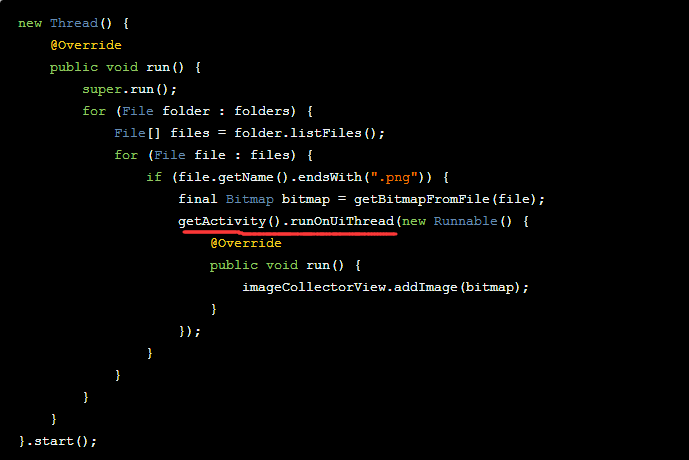 new Thread() {
@Override
public void run() {
super.run();
for (File folder : folders) {
File[] files = folder.listFiles();
for (File file : files) {
if (file.getName().endsWith(".png")) {
final Bitmap bitmap = getBitmapFromFile(file);
getActivity().runOnUiThread(new Runnable() {
@Override
public void run() {
imageCollectorView.addImage(bitmap);
}
});
}
}
}
}
}.start();